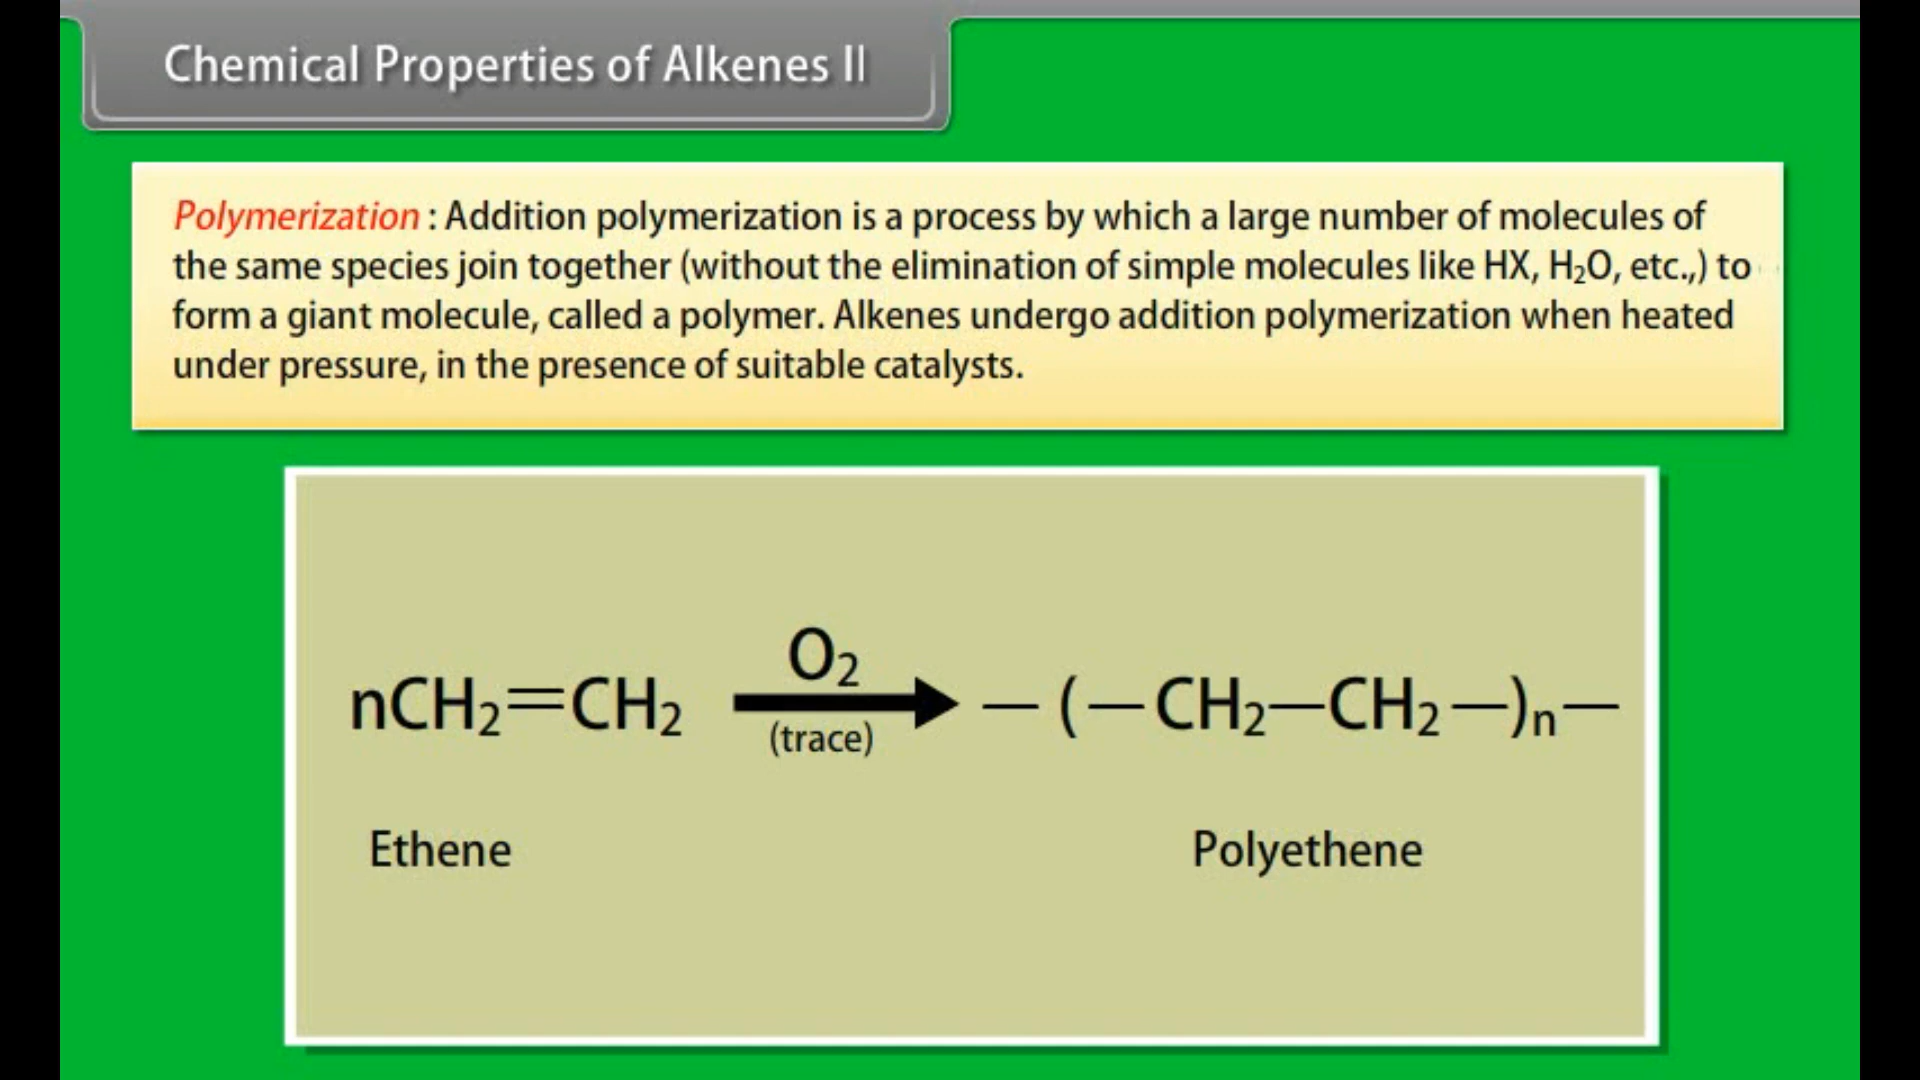 Chemical Properties of Alkenes II
Polymerization : Addition polymerization is a process by which a large number of molecules of
the same species join together (without the elimination of simple molecules like HX, H₂O, etc.,) to
form a giant molecule, called a polymer. Alkenes undergo addition polymerization when heated
under pressure, in the presence of suitable catalysts.
O₂
nCH₂=CH₂ → — (— CH₂—CH₂ —)ₙ—
(trace)
Ethene Polyethene